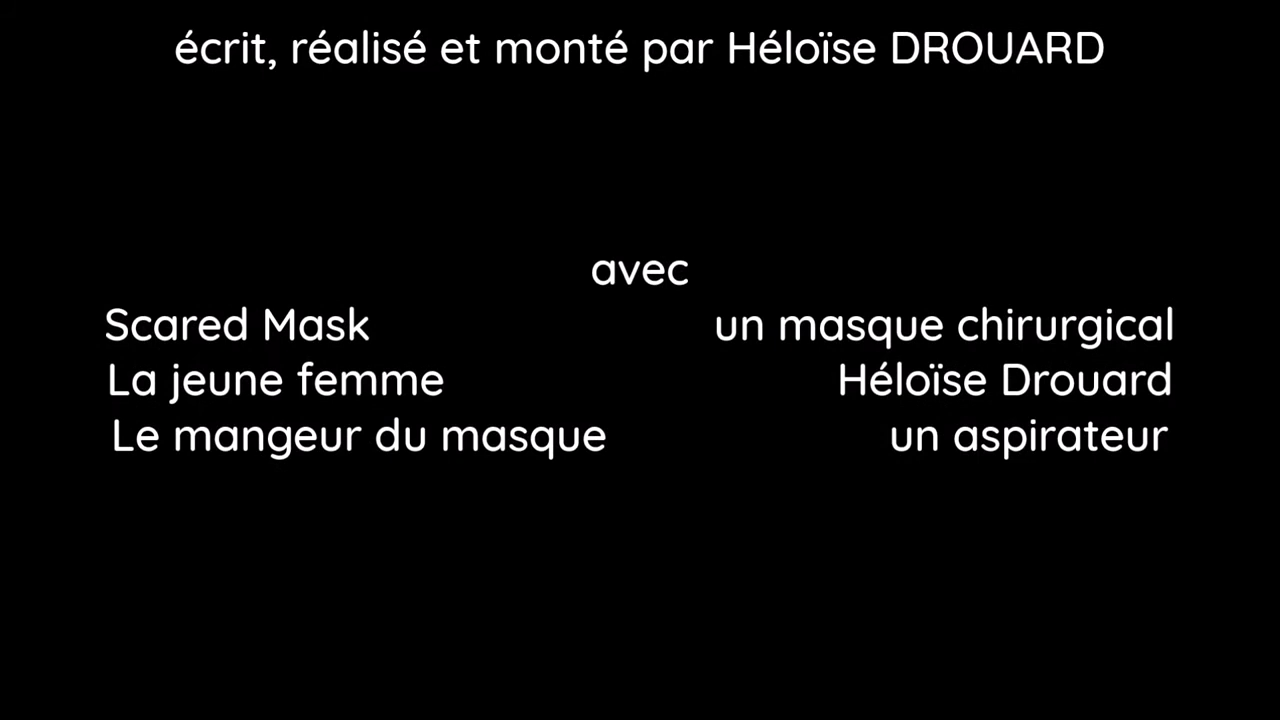 écrit, réalisé et monté par Héloïse DROUARD
avec
Scared Mask un masque chirurgical
La jeune femme Héloïse Drouard
Le mangeur du masque un aspirateur